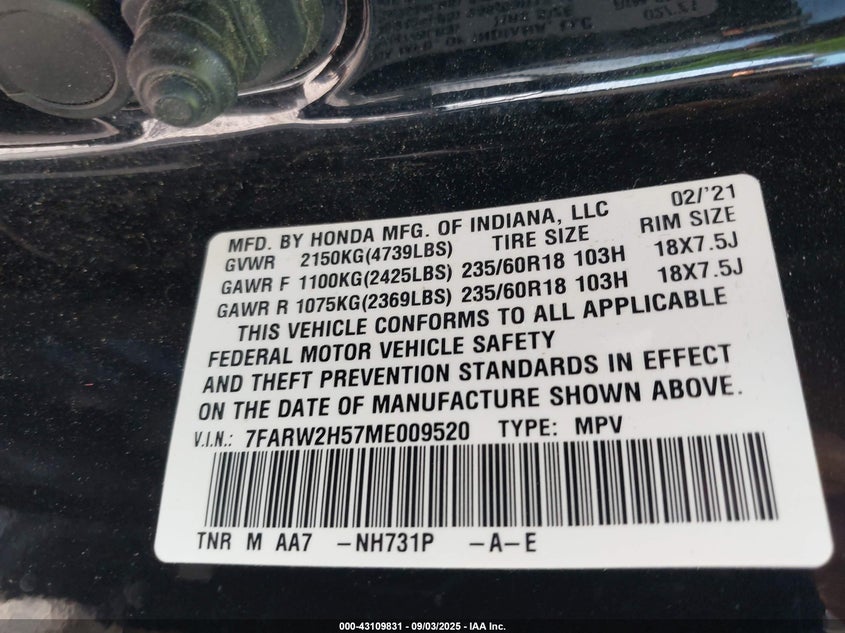 MFD. BY HONDA MFG. OF INDIANA, LLC 02/'21
GVWR 2150KG(4739LBS) TIRE SIZE RIM SIZE
GAWR F 1100KG(2425LBS) 235/60R18 103H 18X7.5J
GAWR R 1075KG(2369LBS) 235/60R18 103H 18X7.5J
THIS VEHICLE CONFORMS TO ALL APPLICABLE
FEDERAL MOTOR VEHICLE SAFETY
AND THEFT PREVENTION STANDARDS IN EFFECT
ON THE DATE OF MANUFACTURE SHOWN ABOVE.
V.I.N.: 7FARW2H57ME009520 TYPE: MPV
TNR M AA7 -NH731P -A-E
000-43109831 - 09/03/2025 - IAA Inc.